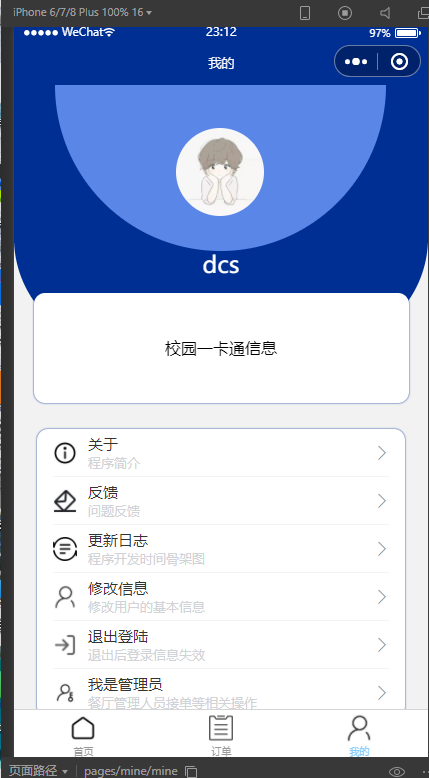 iPhone 6/7/8 Plus 100% 16
WeChat 23:12 97%
我的
dcs
校园一卡通信息
关于
程序简介
反馈
问题反馈
更新日志
程序开发时间骨架图
修改信息
修改用户的基本信息
退出登陆
退出后登录信息失效
我是管理员
餐厅管理人员接单等相关操作
首页 订单 我的
页面路径 pages/mine/mine